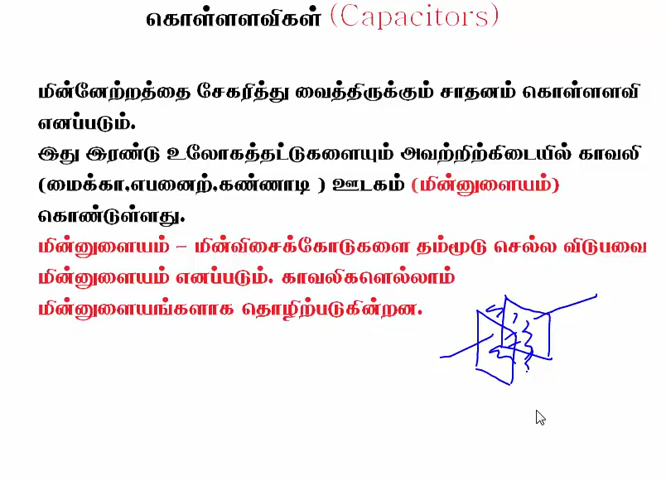 கொள்ளளவிகள் (Capacitors)
மின்னேற்றத்தை சேகரித்து வைத்திருக்கும் சாதனம் கொள்ளளவி
எனப்படும்.
இது இரண்டு உலோகத்தட்டுகளையும் அவற்றிற்கிடையில் காவலி
(மைக்கா,எபனைற்,கண்ணாடி ) ஊடகம் (மின்னுளையம்)
கொண்டுள்ளது.
மின்னுளையம் – மின்விசைக்கோடுகளை தம்மூடு செல்ல விடுபவை
மின்னுளையம் எனப்படும். காவலிகளெல்லாம்
மின்னுளையங்களாக தொழிற்படுகின்றன.